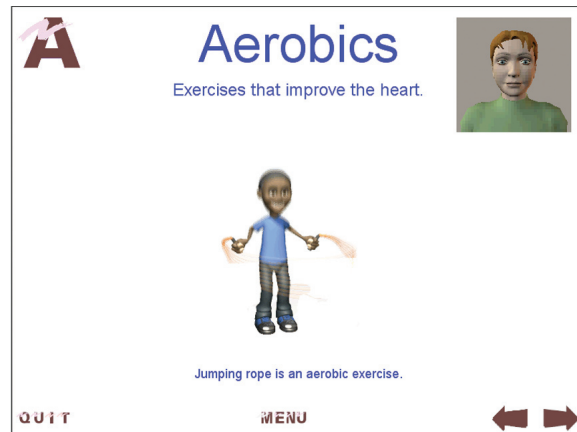 A
Aerobics
Exercises that improve the heart.
Jumping rope is an aerobic exercise.
QUIT
MENU